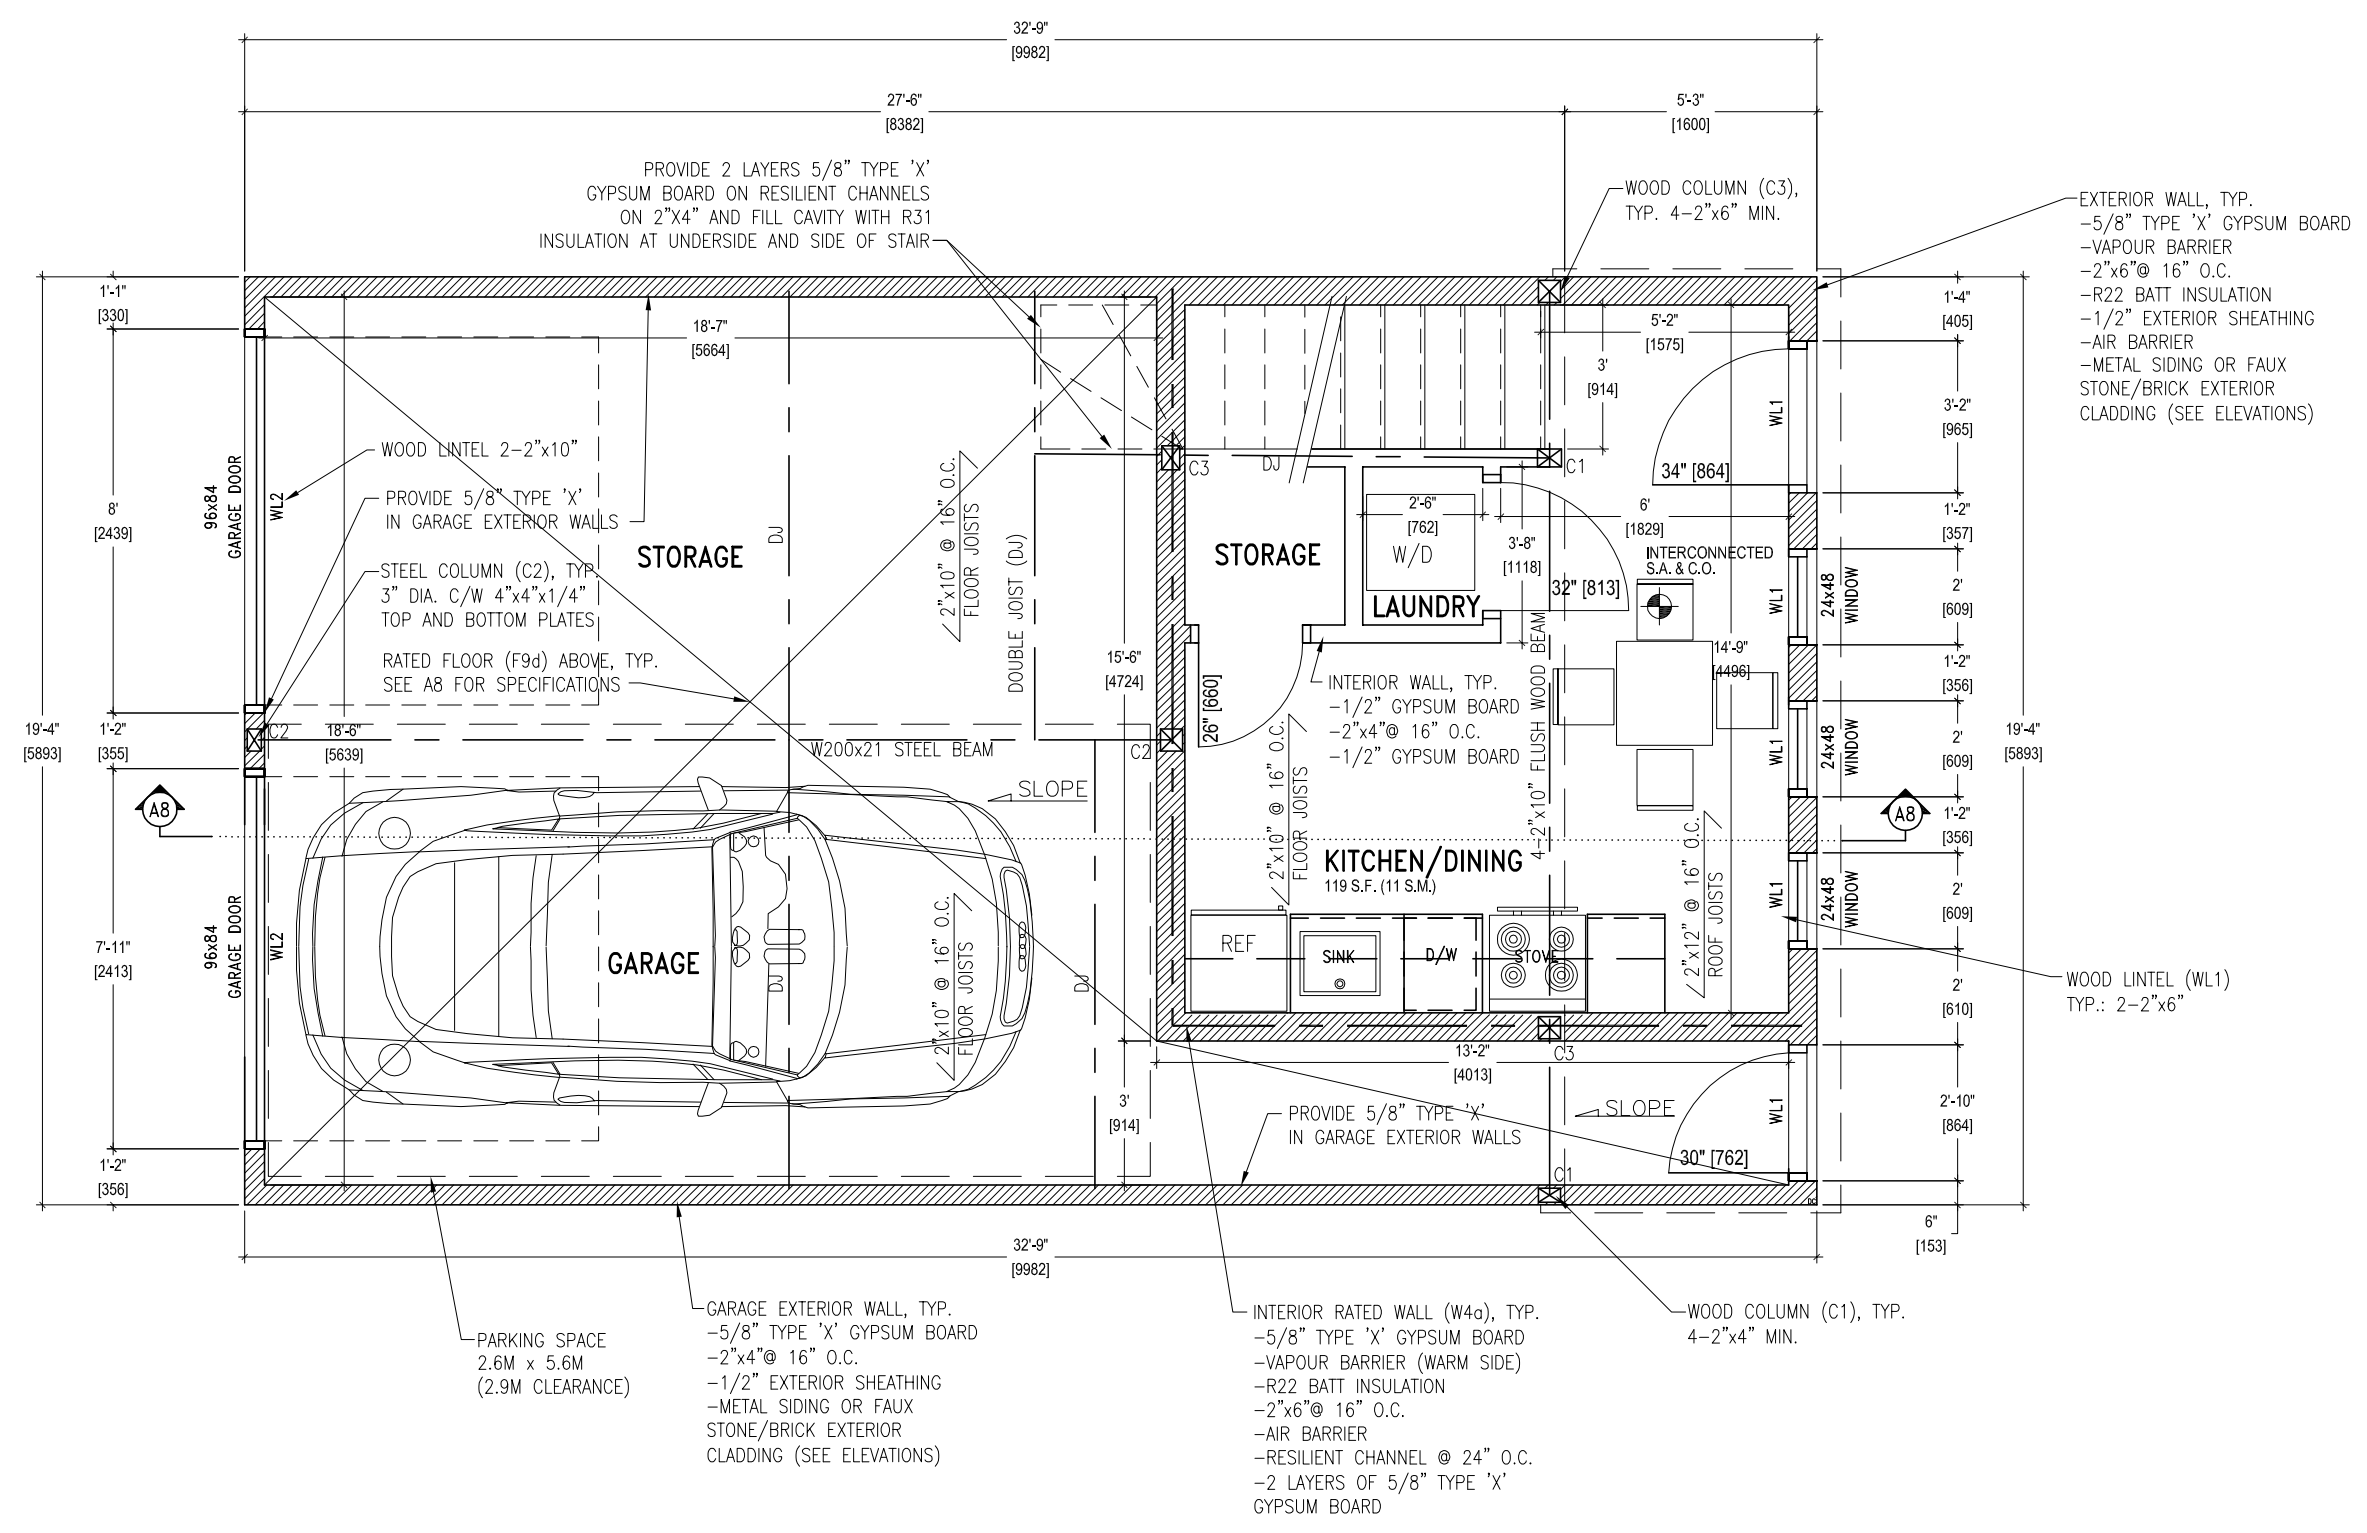 32'-9"
[9982]
27'-6"
[8382]
5'-3"
[1600]
PROVIDE 2 LAYERS 5/8" TYPE 'X'
GYPSUM BOARD ON RESILIENT CHANNELS
ON 2"X4" AND FILL CAVITY WITH R31
INSULATION AT UNDERSIDE AND SIDE OF STAIR
WOOD COLUMN (C3),
TYP. 4-2"x6" MIN.
EXTERIOR WALL, TYP.
-5/8" TYPE 'X' GYPSUM BOARD
-VAPOUR BARRIER
-2"x6"@ 16" O.C.
-R22 BATT INSULATION
-1/2" EXTERIOR SHEATHING
-AIR BARRIER
-METAL SIDING OR FAUX
STONE/BRICK EXTERIOR
CLADDING (SEE ELEVATIONS)
19'-4"
[5893]
1'-1"
[330]
8'
[2439]
1'-2"
[355]
7'-11"
[2413]
1'-2"
[356]
96x84
GARAGE DOOR
WL2
96x84
GARAGE DOOR
WL2
A8
18'-7"
[5664]
WOOD LINTEL 2-2"x10"
PROVIDE 5/8" TYPE 'X'
IN GARAGE EXTERIOR WALLS
STEEL COLUMN (C2), TYP.
3" DIA. C/W 4"x4"x1/4"
TOP AND BOTTOM PLATES
RATED FLOOR (F9d) ABOVE, TYP.
SEE A8 FOR SPECIFICATIONS
STORAGE
DJ
2"x10" @ 16" O.C.
FLOOR JOISTS
DOUBLE JOIST (DJ)
15'-6"
[4724]
C2
18'-6"
[5639]
W200x21 STEEL BEAM
C2
SLOPE
GARAGE
DJ
2"x10" @ 16" O.C.
FLOOR JOISTS
DJ
3'
[914]
5'-2"
[1575]
3'
[914]
C3
DJ
C1
34" [864]
WL1
STORAGE
2'-6"
[762]
W/D
LAUNDRY
3'-8"
[1118]
6'
[1829]
32" [813]
INTERCONNECTED
S.A. & C.O.
WL1
24x48
WINDOW
26" [660]
INTERIOR WALL, TYP.
-1/2" GYPSUM BOARD
-2"x4"@ 16" O.C.
-1/2" GYPSUM BOARD
4-2"x10" FLUSH WOOD BEAM
14'-9"
[4496]
WL1
24x48
WINDOW
2"x10" @ 16" O.C.
FLOOR JOISTS
KITCHEN/DINING
119 S.F. (11 S.M.)
2"x12" @ 16" O.C.
ROOF JOISTS
WL1
24x48
WINDOW
REF
SINK
D/W
STOVE
C3
13'-2"
[4013]
PROVIDE 5/8" TYPE 'X'
IN GARAGE EXTERIOR WALLS
SLOPE
WL1
30" [762]
C1
1'-4"
[405]
3'-2"
[965]
1'-2"
[357]
2'
[609]
1'-2"
[356]
2'
[609]
1'-2"
[356]
2'
[609]
2'
[610]
2'-10"
[864]
6"
[153]
19'-4"
[5893]
A8
WOOD LINTEL (WL1)
TYP.: 2-2"x6"
32'-9"
[9982]
PARKING SPACE
2.6M x 5.6M
(2.9M CLEARANCE)
GARAGE EXTERIOR WALL, TYP.
-5/8" TYPE 'X' GYPSUM BOARD
-2"x4"@ 16" O.C.
-1/2" EXTERIOR SHEATHING
-METAL SIDING OR FAUX
STONE/BRICK EXTERIOR
CLADDING (SEE ELEVATIONS)
INTERIOR RATED WALL (W4a), TYP.
-5/8" TYPE 'X' GYPSUM BOARD
-VAPOUR BARRIER (WARM SIDE)
-R22 BATT INSULATION
-2"x6"@ 16" O.C.
-AIR BARRIER
-RESILIENT CHANNEL @ 24" O.C.
-2 LAYERS OF 5/8" TYPE 'X'
GYPSUM BOARD
WOOD COLUMN (C1), TYP.
4-2"x4" MIN.